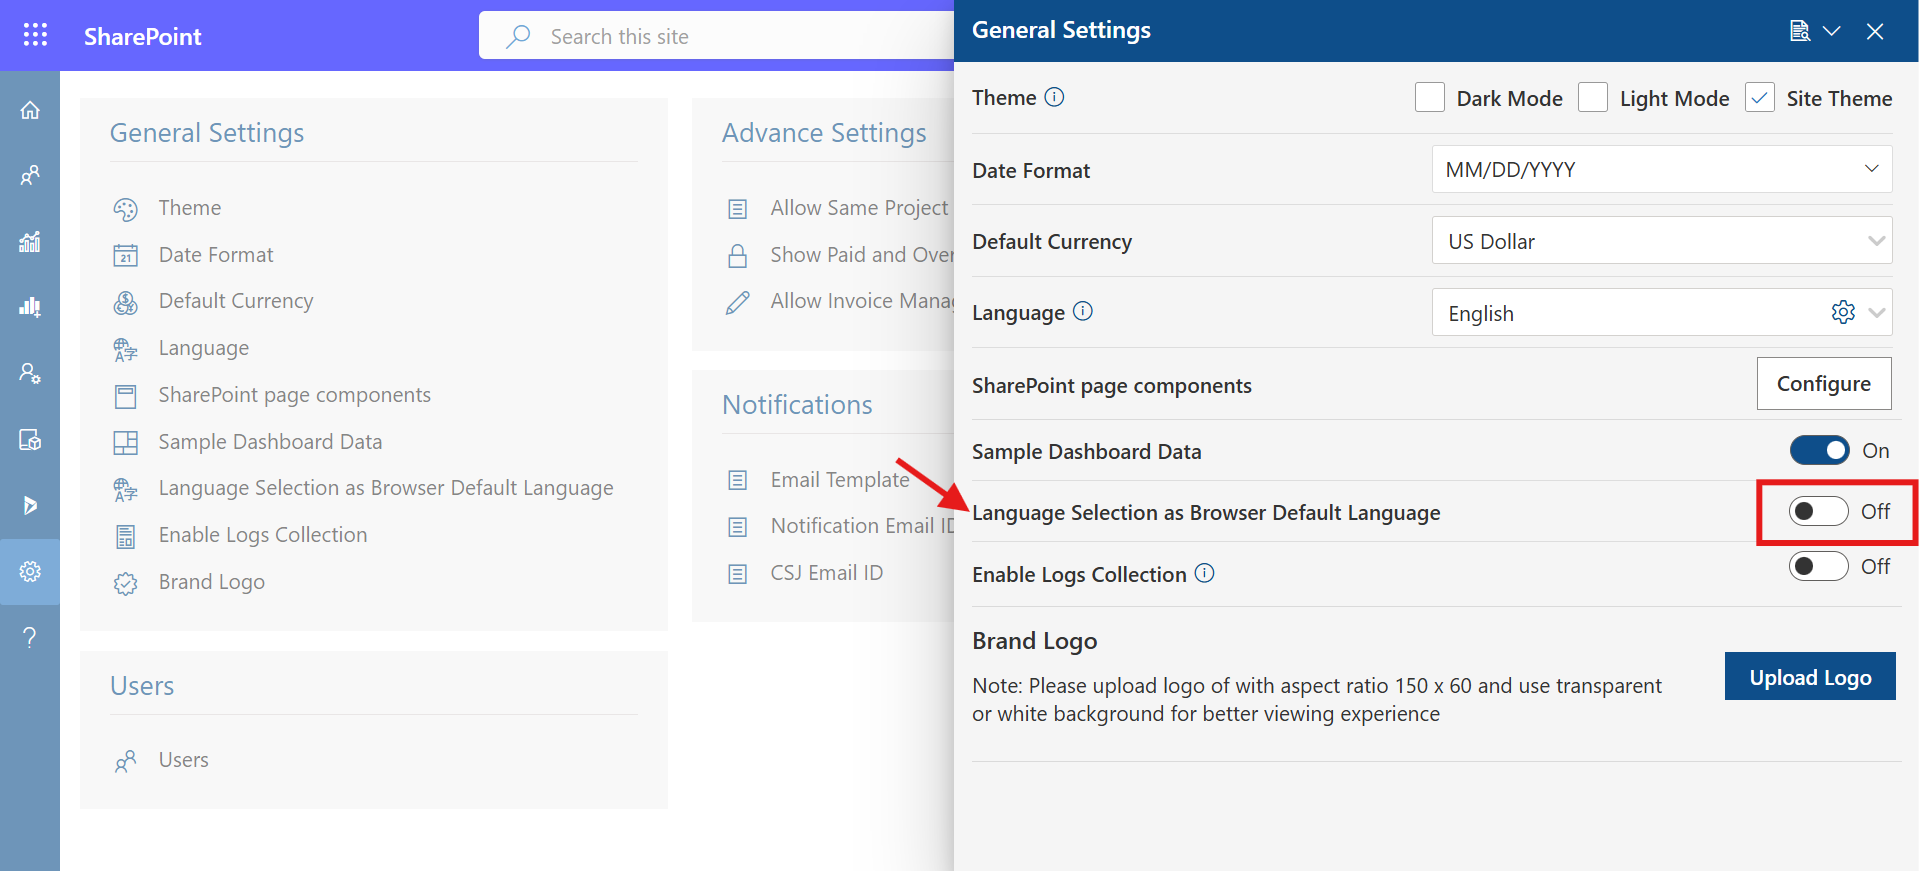 SharePoint
Search this site
General Settings
Theme
Date Format
Default Currency
Language
SharePoint page components
Sample Dashboard Data
Language Selection as Browser Default Language
Enable Logs Collection
Brand Logo
Users
Users
Advance Settings
Allow Same Project
Show Paid and Over
Allow Invoice Mana
Notifications
Email Template
Notification Email ID
CSJ Email ID
General Settings
Theme
Dark Mode
Light Mode
Site Theme
Date Format
MM/DD/YYYY
Default Currency
US Dollar
Language
English
SharePoint page components
Configure
Sample Dashboard Data
On
Language Selection as Browser Default Language
Off
Enable Logs Collection
Off
Brand Logo
Note: Please upload logo of with aspect ratio 150 x 60 and use transparent
or white background for better viewing experience
Upload Logo